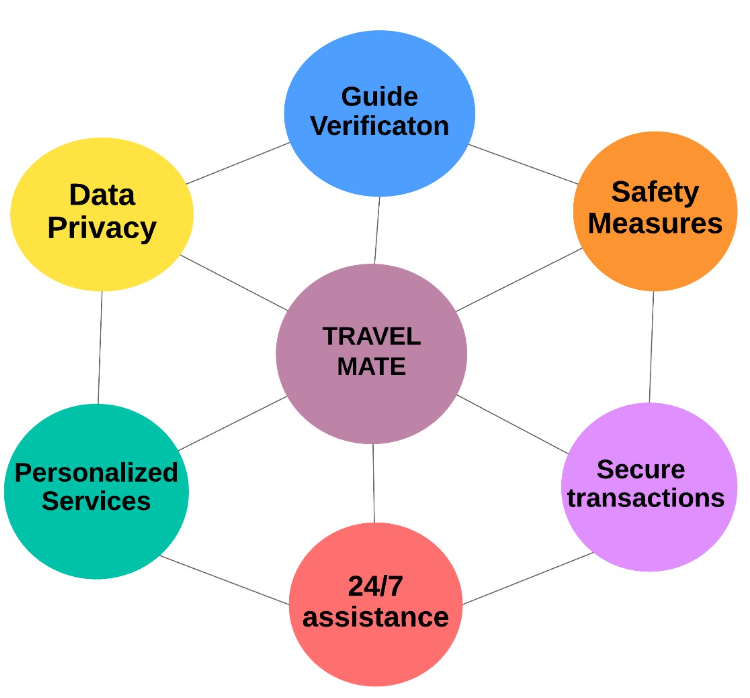 Guide
Verificaton
Data
Privacy
Safety
Measures
TRAVEL
MATE
Personalized
Services
Secure
transactions
24/7
assistance